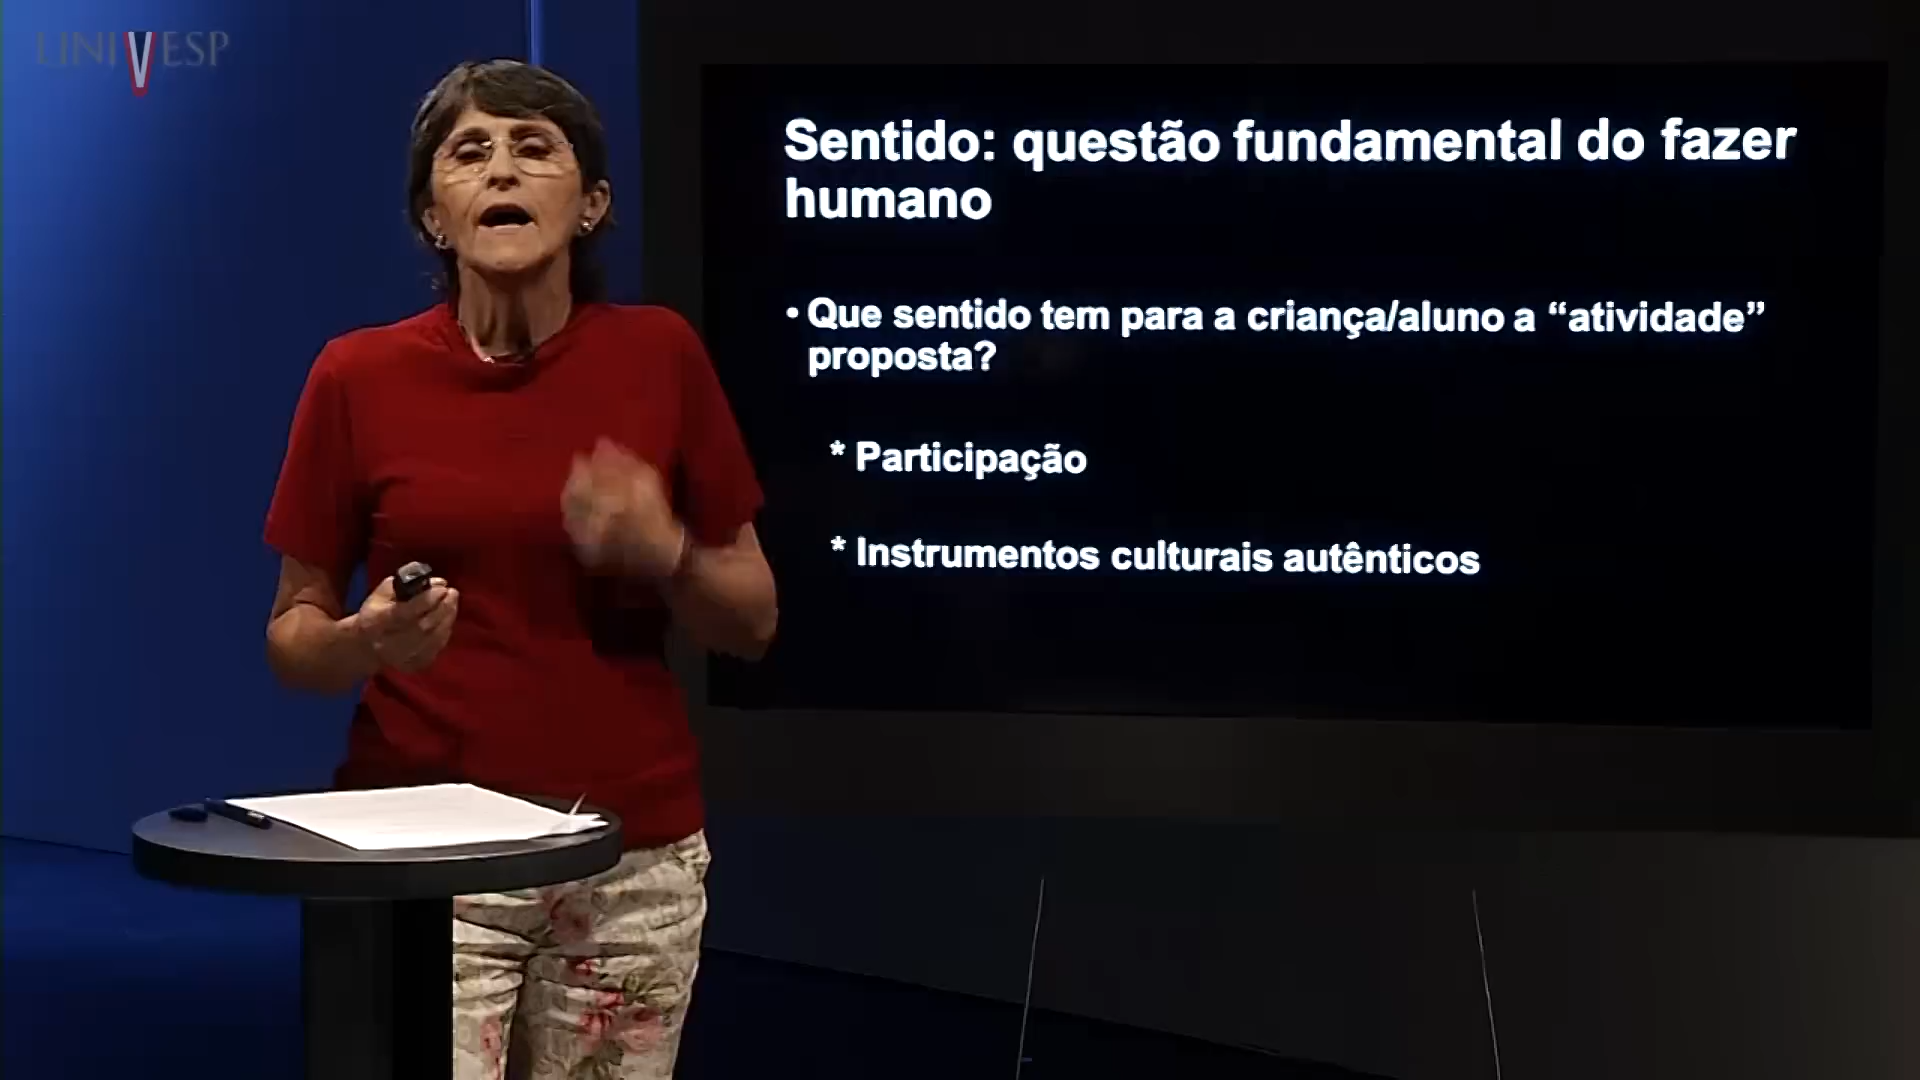 UNIVESP
Sentido: questão fundamental do fazer
humano
• Que sentido tem para a criança/aluno a “atividade”
proposta?
* Participação
* Instrumentos culturais autênticos